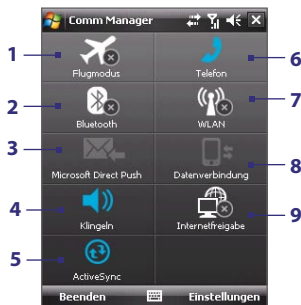 Comm Manager
1
Flugmodus
Telefon
6
2
Bluetooth
WLAN
7
3
Microsoft Direct Push
Datenverbindung
8
4
Klingeln
Internetfreigabe
9
5
ActiveSync
Beenden
Einstellungen